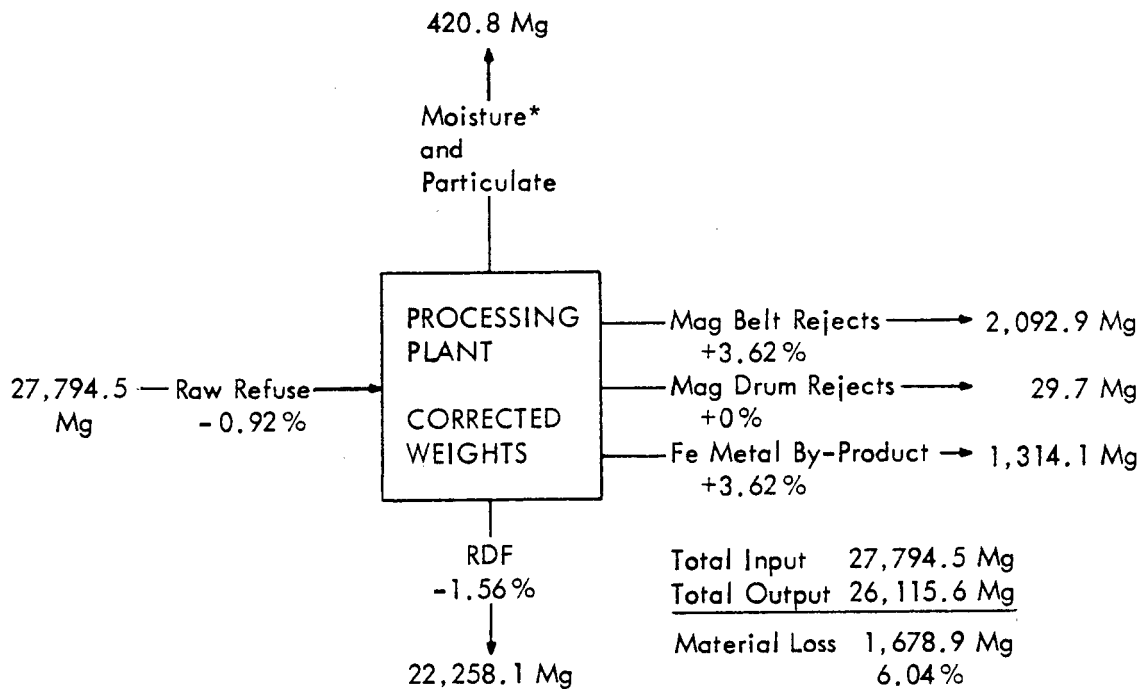 420.8 Mg
Moisture*
and
Particulate
PROCESSING
PLANT
CORRECTED
WEIGHTS
27,794.5
Mg
Raw Refuse
-0.92%
Mag Belt Rejects
+3.62%
2,092.9 Mg
Mag Drum Rejects
+0%
29.7 Mg
Fe Metal By-Product
+3.62%
1,314.1 Mg
RDF
-1.56%
22,258.1 Mg
Total Input 27,794.5 Mg
Total Output 26,115.6 Mg
Material Loss 1,678.9 Mg
6.04%